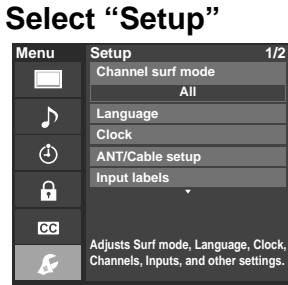 Select “Setup”
Menu
Setup 1/2
Channel surf mode
All
Language
Clock
ANT/Cable setup
Input labels
CC
Adjusts Surf mode, Language, Clock,
Channels, Inputs, and other settings.